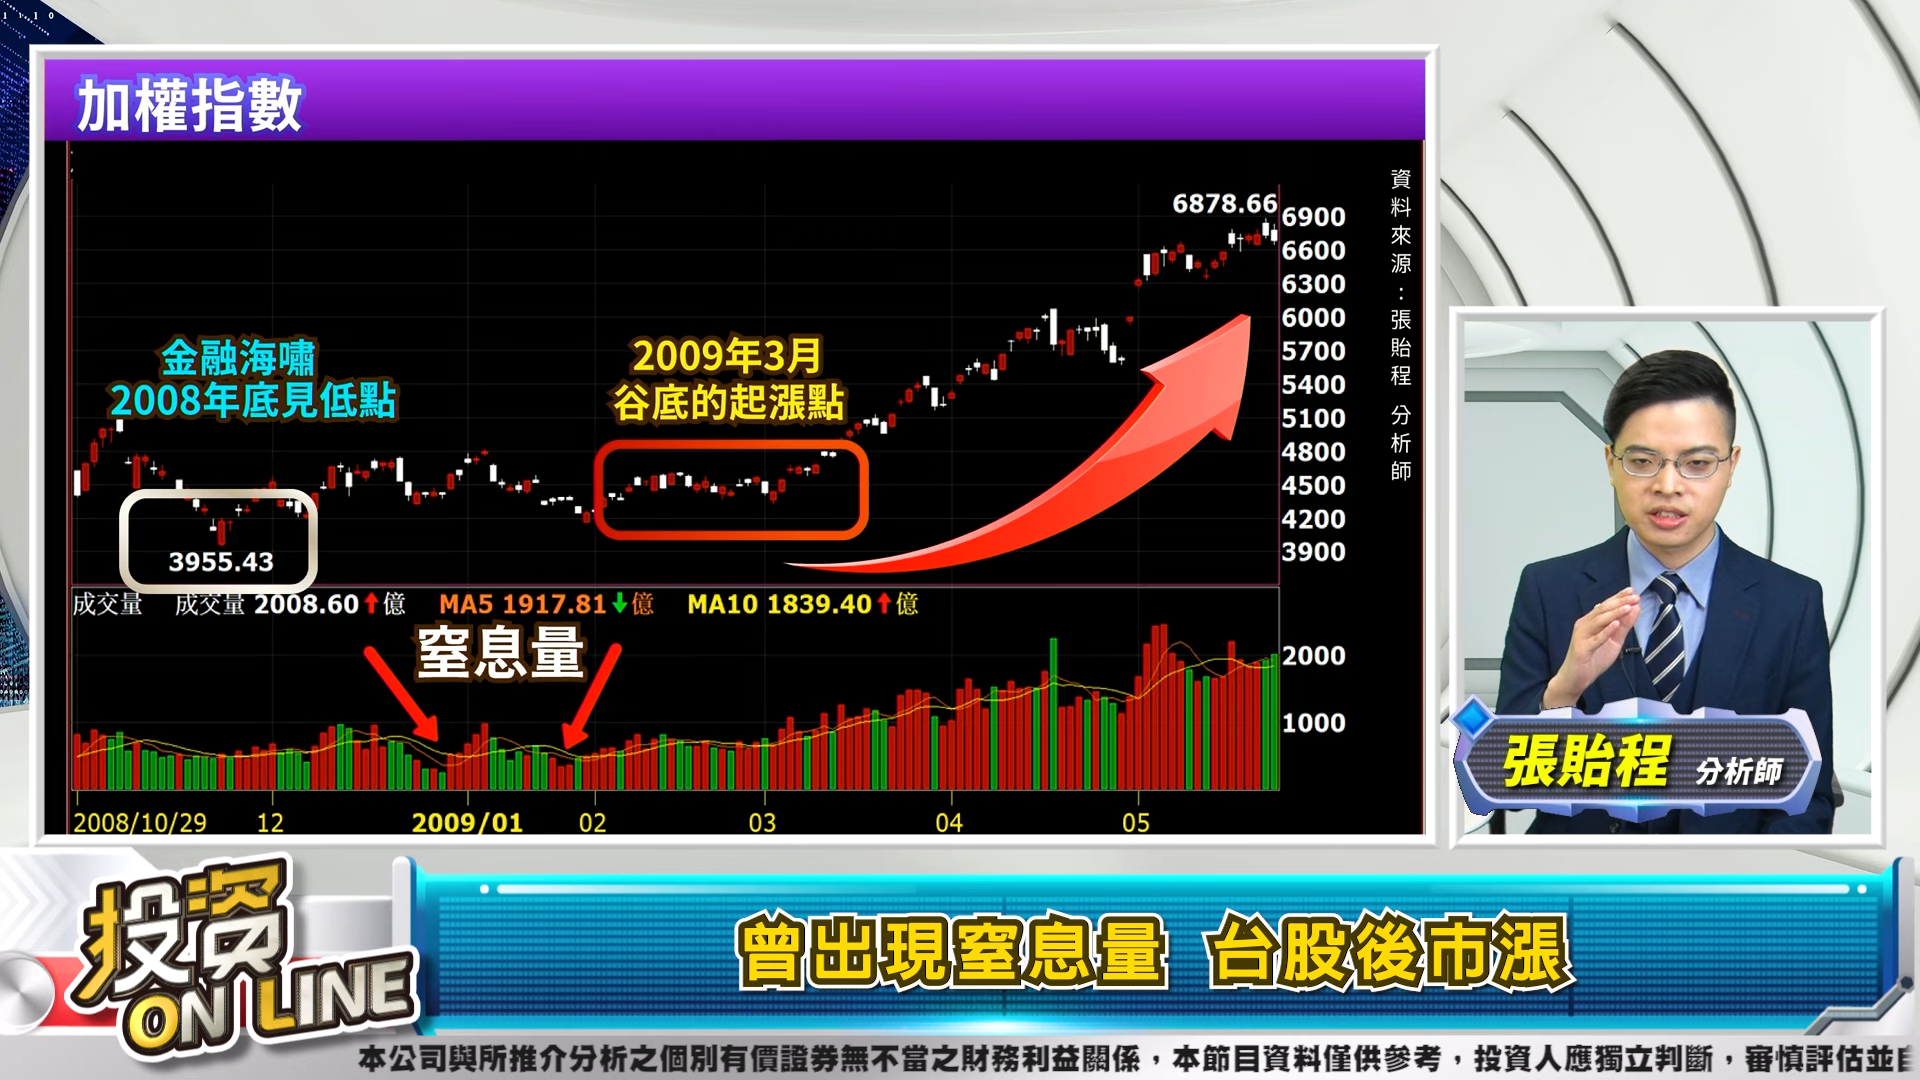 1 1 1 0
加權指數
資料來源：張貽程 分析師
6878.66
6900
6600
6300
6000
5700
5400
5100
4800
4500
4200
3900
金融海嘯
2008年底見低點
2009年3月
谷底的起漲點
3955.43
成交量 成交量 2008.60↑億 MA5 1917.81↓億 MA10 1839.40↑億
窒息量
2000
1000
2008/10/29 12 2009/01 02 03 04 05
張貽程 分析師
投資
ON LINE
曾出現窒息量 台股後市漲
本公司與所推介分析之個別有價證券無不當之財務利益關係，本節目資料僅供參考，投資人應獨立判斷，審慎評估並自